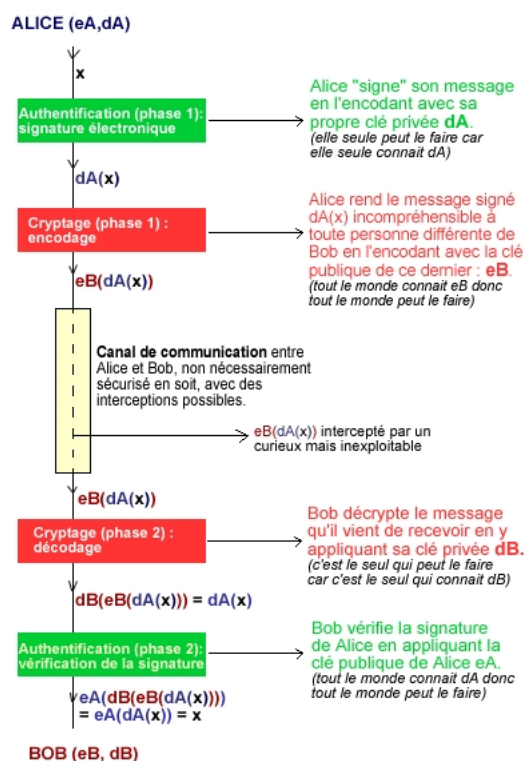 ALICE (eA,dA)
x
Authentification (phase 1):
signature électronique
Alice "signe" son message
en l'encodant avec sa
propre clé privée dA.
(elle seule peut le faire car
elle seule connait dA)
dA(x)
Cryptage (phase 1) :
encodage
Alice rend le message signé
dA(x) incompréhensible à
toute personne différente de
Bob en l'encodant avec la clé
publique de ce dernier : eB.
(tout le monde connait eB donc
tout le monde peut le faire)
eB(dA(x))
Canal de communication entre
Alice et Bob, non nécessairement
sécurisé en soit, avec des
interceptions possibles.
eB(dA(x)) intercepté par un
curieux mais inexploitable
eB(dA(x))
Cryptage (phase 2) :
décodage
Bob décrypte le message
qu'il vient de recevoir en y
appliquant sa clé privée dB.
(c'est le seul qui peut le faire
car c'est le seul qui connait dB)
dB(eB(dA(x))) = dA(x)
Authentification (phase 2):
vérification de la signature
Bob vérifie la signature
de Alice en appliquant la
clé publique de Alice eA.
(tout le monde connait dA donc
tout le monde peut le faire)
eA(dB(eB(dA(x))))
= eA(dA(x)) = x
BOB (eB, dB)